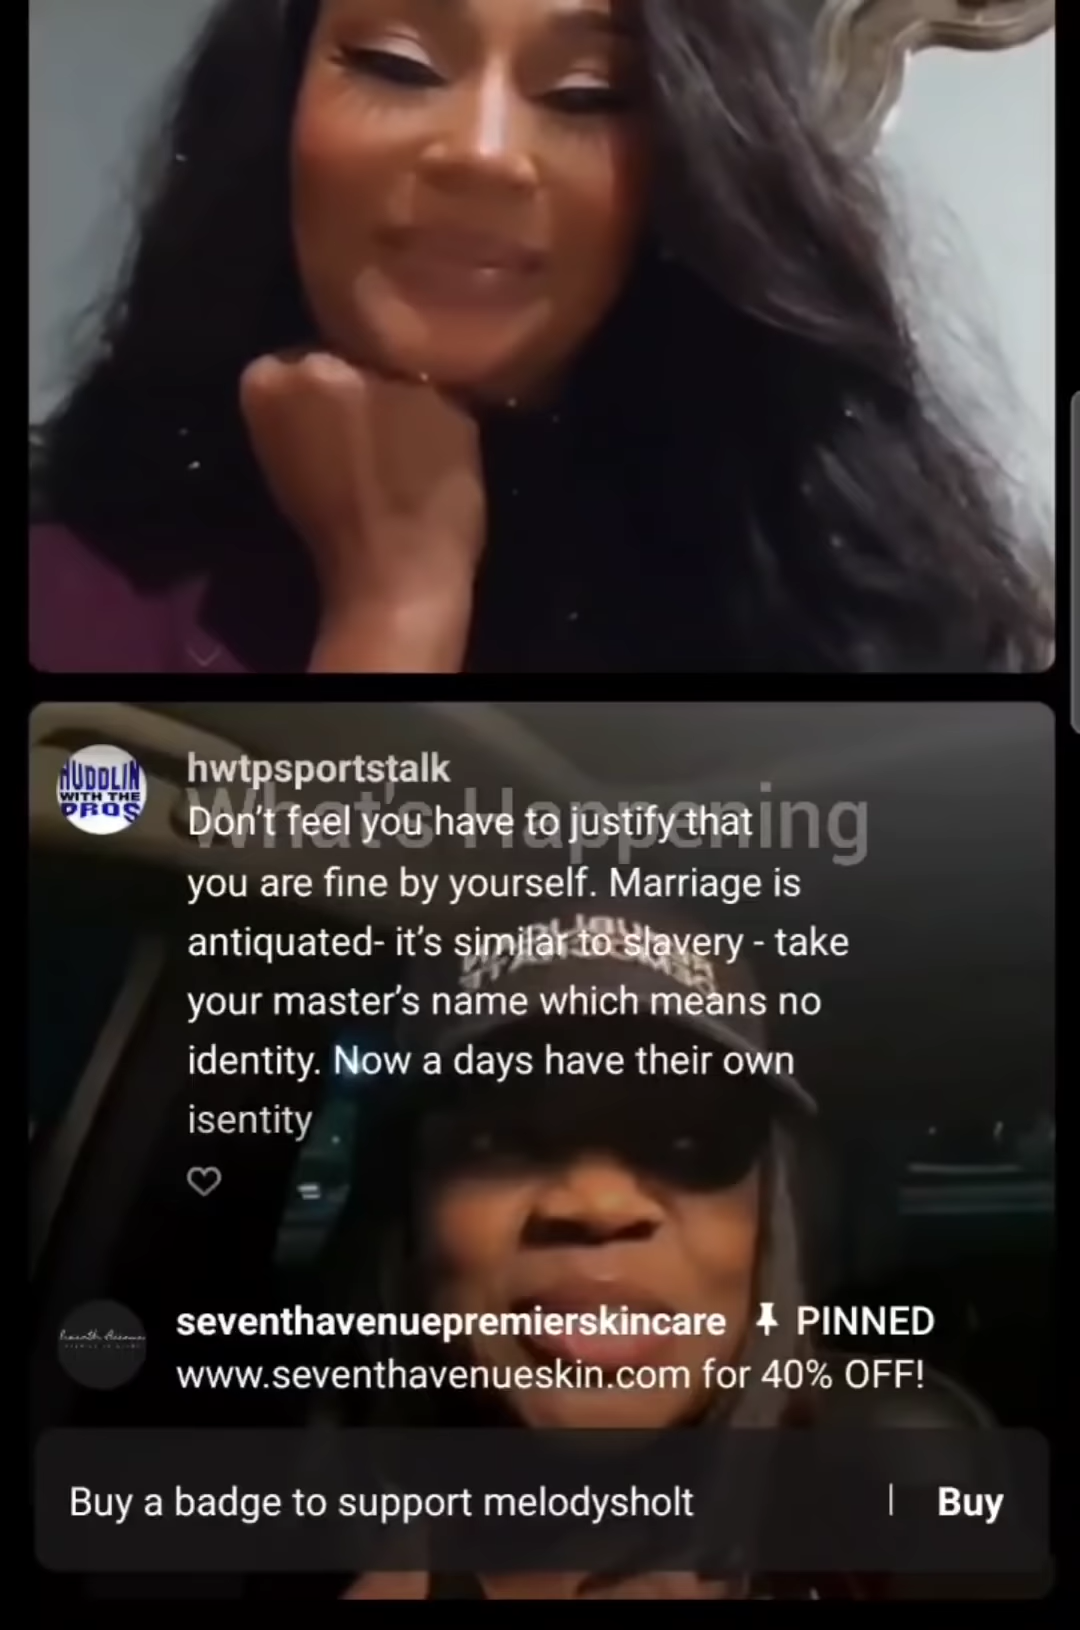 HUDDLIN
WITH THE
PROS
hwtpsportstalk
What's Happening
Don't feel you have to justify that
you are fine by yourself. Marriage is
antiquated- it's similar to slavery - take
your master's name which means no
identity. Now a days have their own
isentity
seventhavenuepremierskincare PINNED
www.seventhavenueskin.com for 40% OFF!
Buy a badge to support melodysholt | Buy